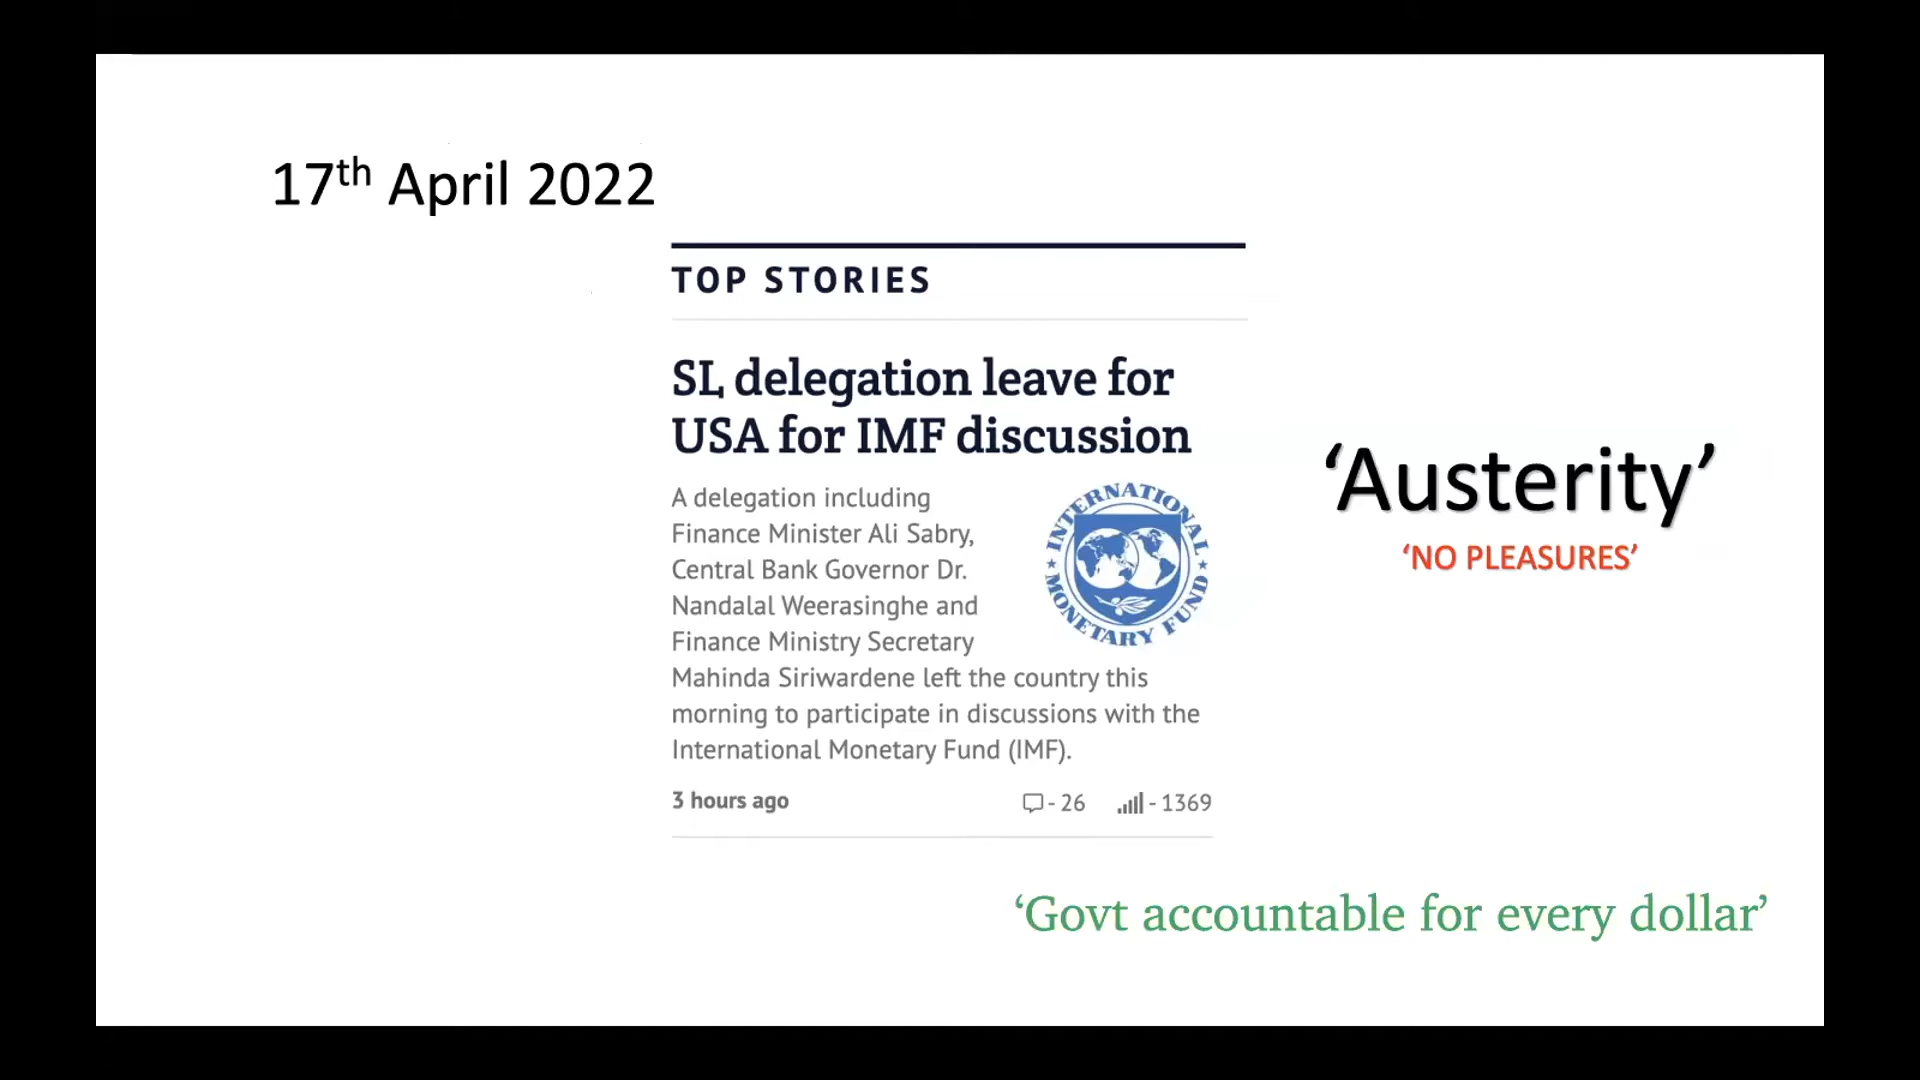 17th April 2022
TOP STORIES
SL delegation leave for
USA for IMF discussion
A delegation including
Finance Minister Ali Sabry,
Central Bank Governor Dr.
Nandalal Weerasinghe and
Finance Ministry Secretary
Mahinda Siriwardene left the country this
morning to participate in discussions with the
International Monetary Fund (IMF).
INTERNATIONAL MONETARY FUND
3 hours ago
- 26
- 1369
‘Austerity’
‘NO PLEASURES’
‘Govt accountable for every dollar’